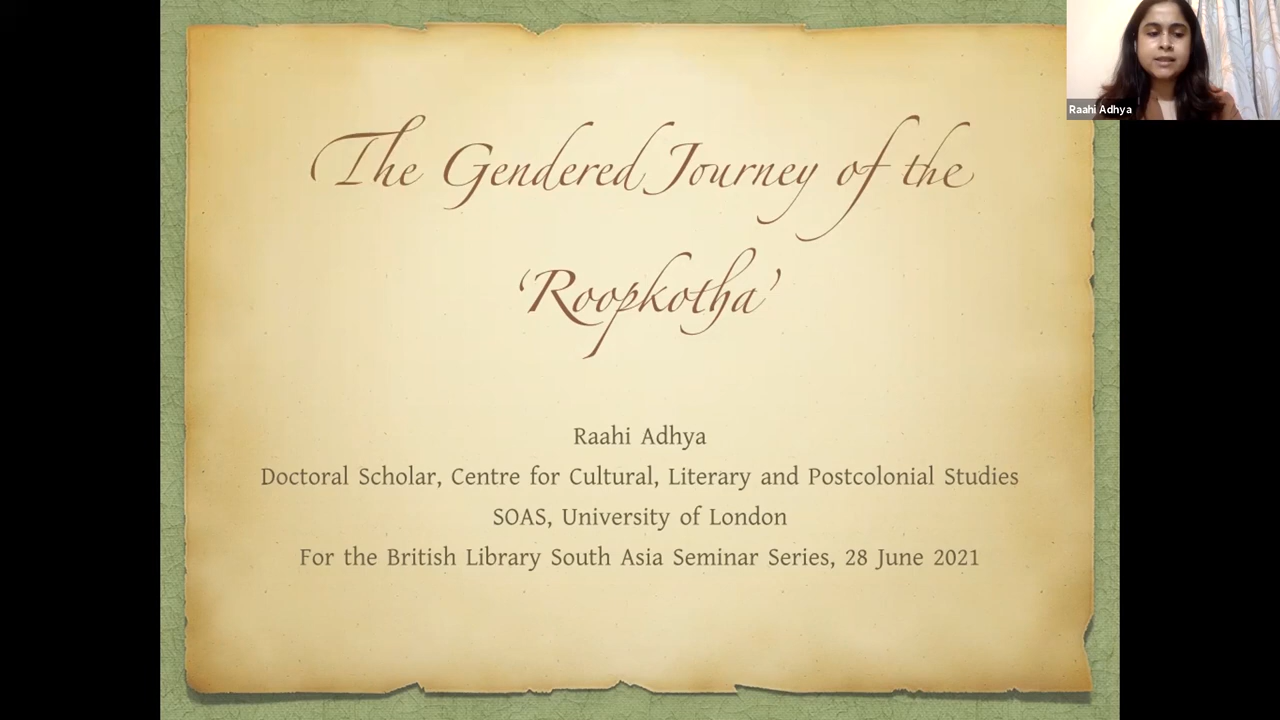 The Gendered Journey of the
‘Roopkotha’
Raahi Adhya
Doctoral Scholar, Centre for Cultural, Literary and Postcolonial Studies
SOAS, University of London
For the British Library South Asia Seminar Series, 28 June 2021
Raahi Adhya